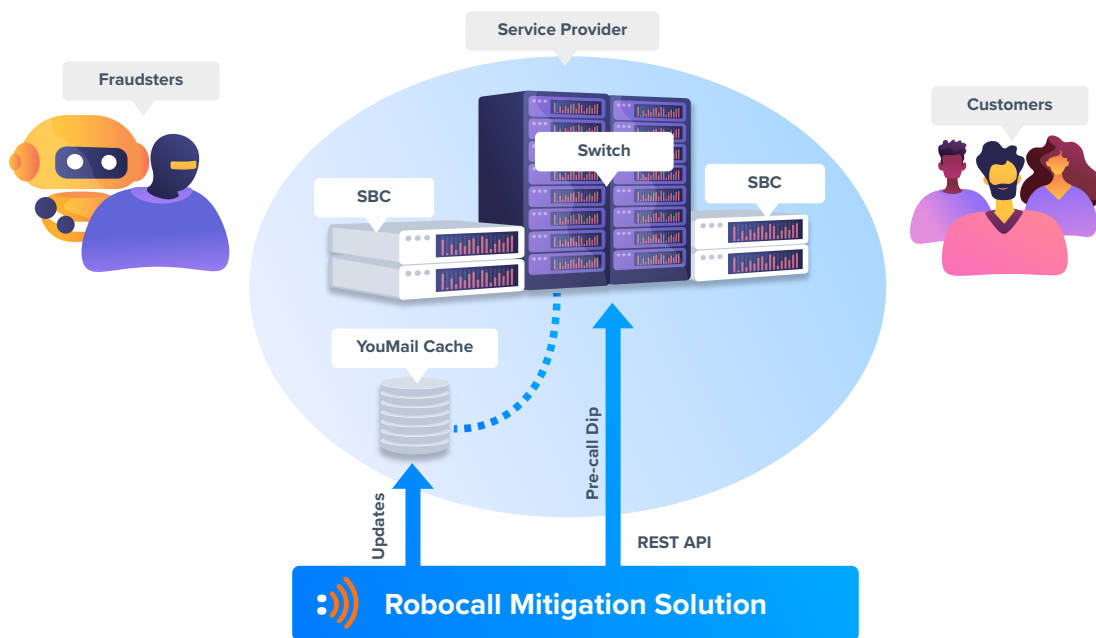 Service Provider
Fraudsters
Customers
Switch
SBC
SBC
YouMail Cache
Pre-call Dip
Updates
REST API
Robocall Mitigation Solution